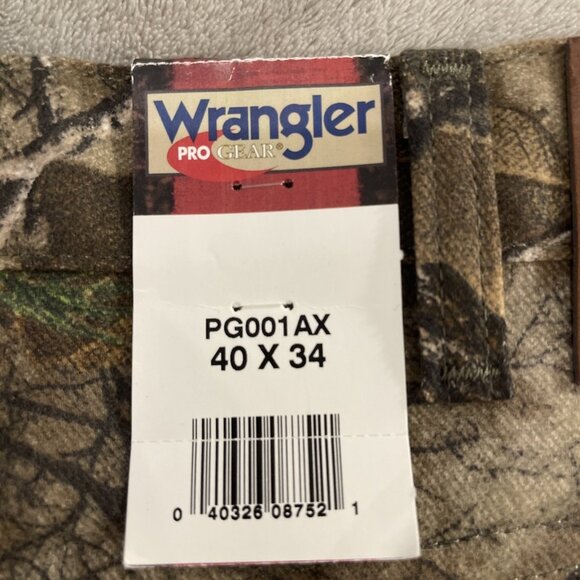 Wrangler
PRO GEAR®
PG001AX
40 X 34
0 40326 08752 1